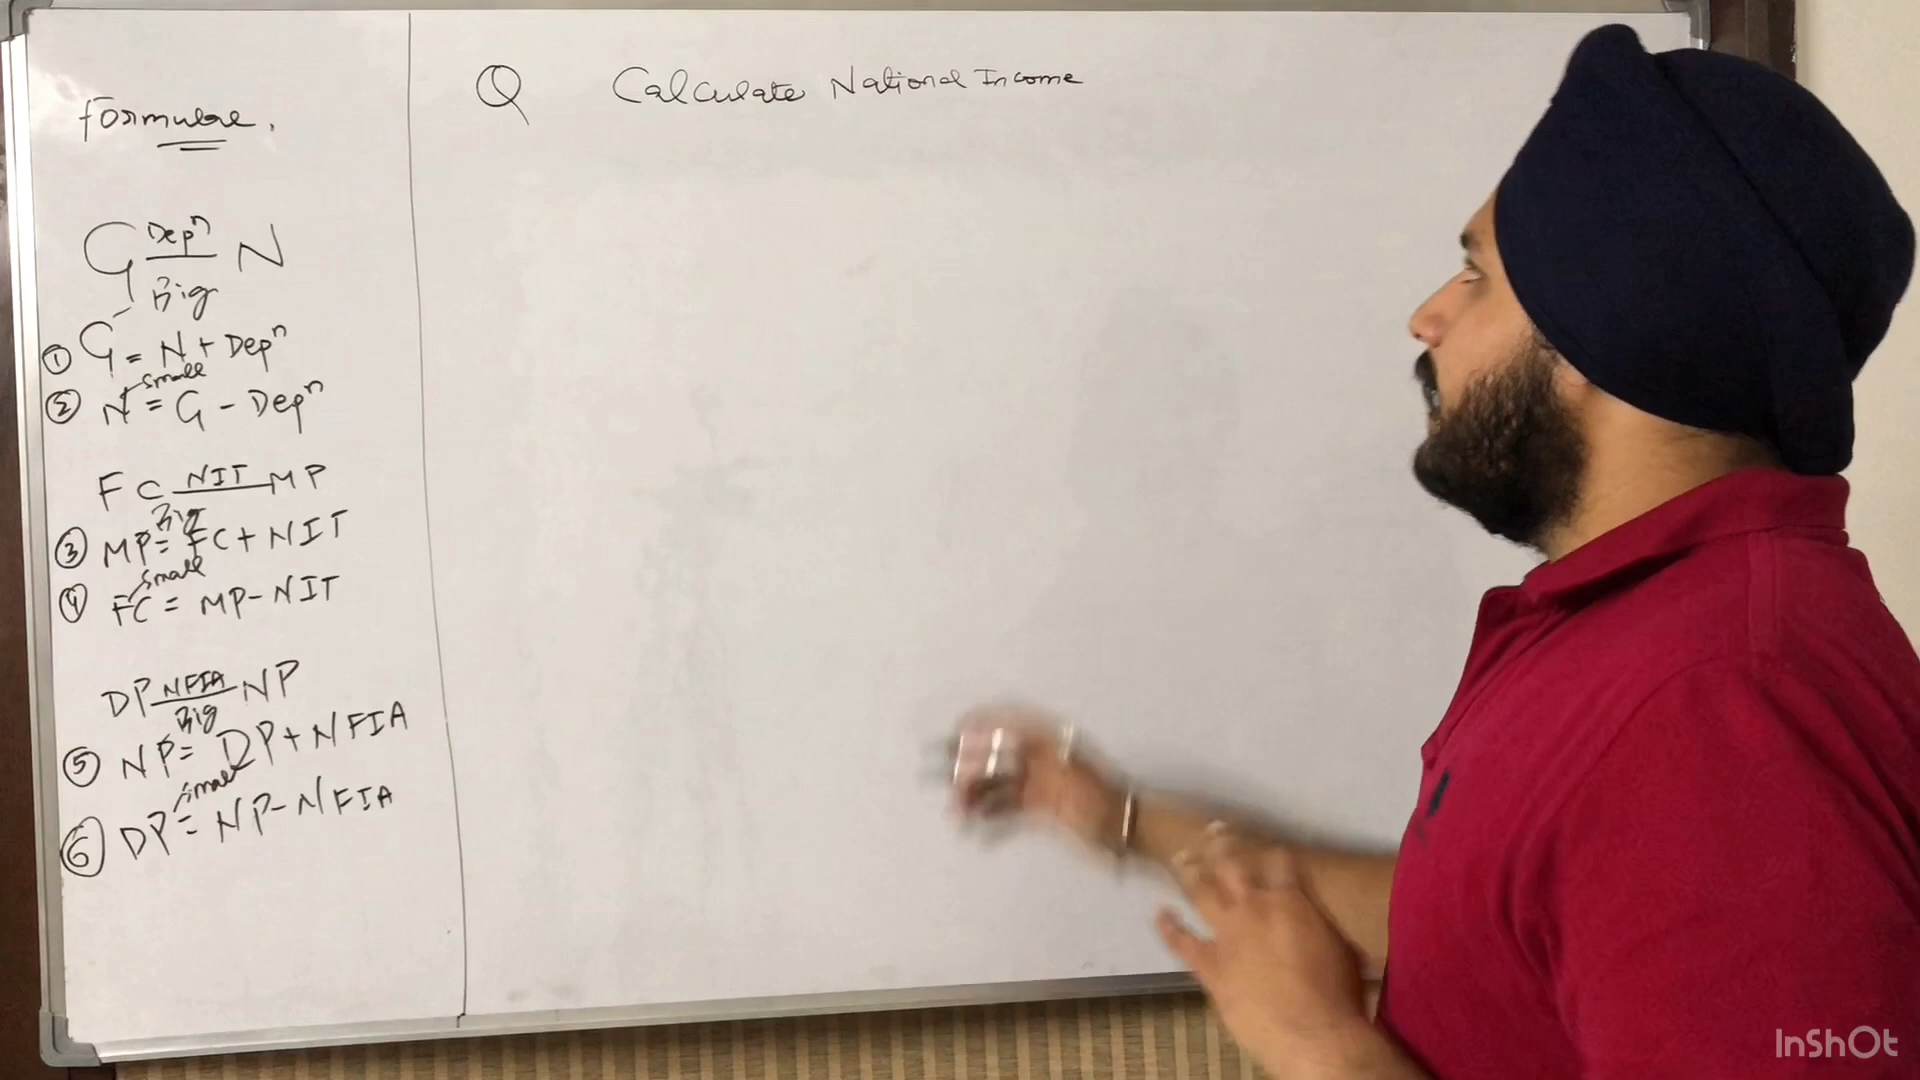 Formulae.
G Depⁿ N
Big
① G = N + Depⁿ
small
② N = G - Depⁿ
FC NIT MP
Big
③ MP = FC + NIT
small
④ FC = MP - NIT
DP NFIA NP
Big
⑤ NP = DP + NFIA
small
⑥ DP = NP - NFIA
Q Calculate National Income
InShOt